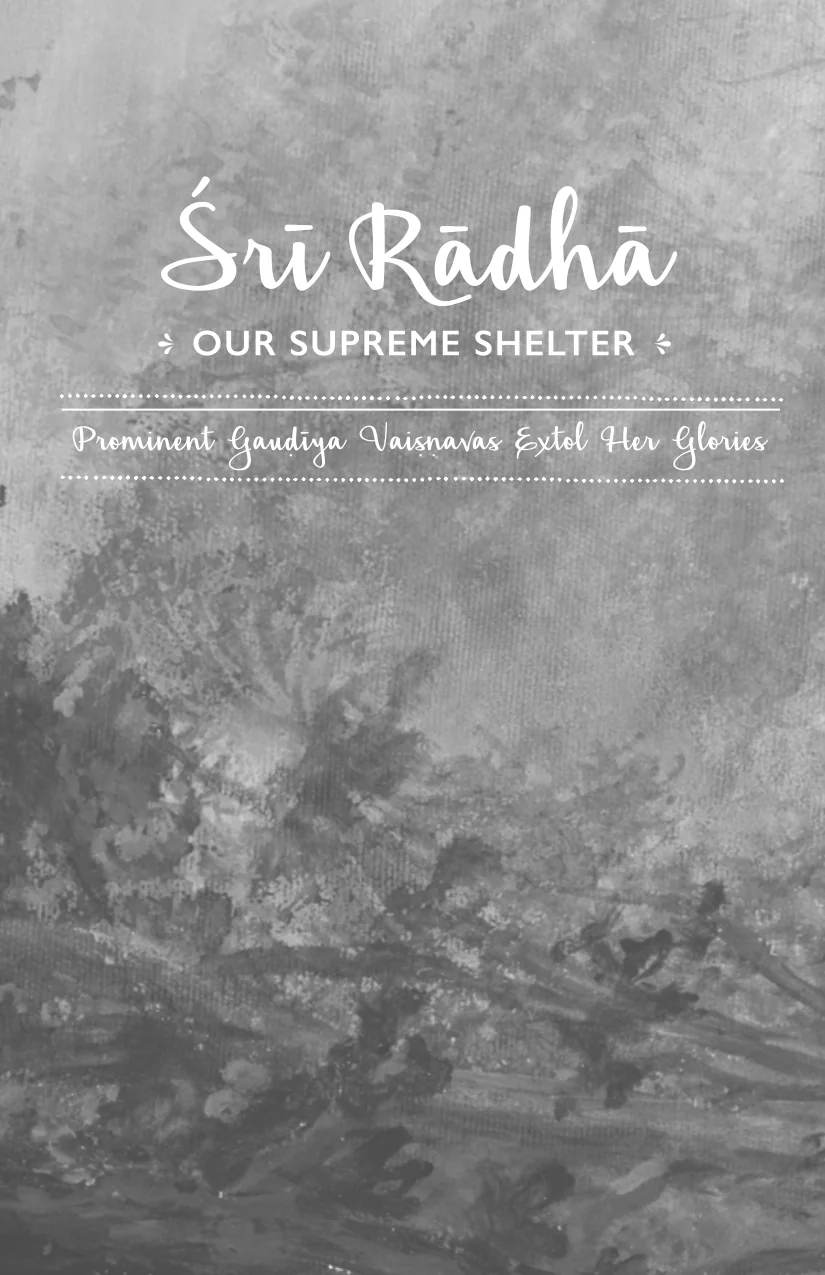 Śrī Rādhā
OUR SUPREME SHELTER
Prominent Gauḍīya Vaiṣṇavas Extol Her Glories